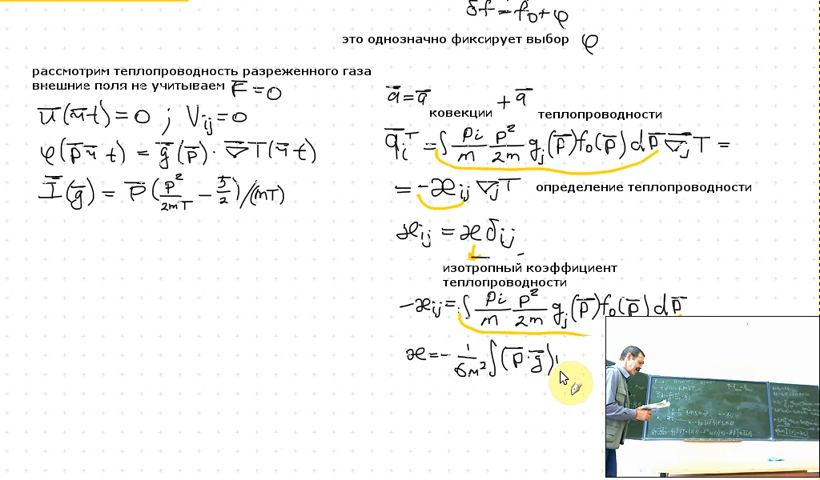 δf = f₀ + φ
это однозначно фиксирует выбор φ
рассмотрим теплопроводность разреженного газа
внешние поля не учитываем F̅=0
u̅(r̅ t) = 0 ; V_ij = 0
φ(p̅ r̅ t) = g̅(p̅) · ∇̅T(r̅ t)
I̅(g̅) = p̅ (p²/2mT − 5/2)/(mT)
q̅ = q̅ + q̅
ковекции теплопроводности
q̅_i^T = ∫ p_i/m p²/2m g_j(p̅) f₀(p̅) dp̅ ∇̅_j T =
= −æ_ij ∇_j T определение теплопроводности
æ_ij = æ δ_ij
изотропный коэффициент
теплопроводности
−æ_ij = ∫ p_i/m p²/2m g_j(p̅) f₀(p̅) dp̅
æ = − 1/6m² ∫ (p̅ · g̅)